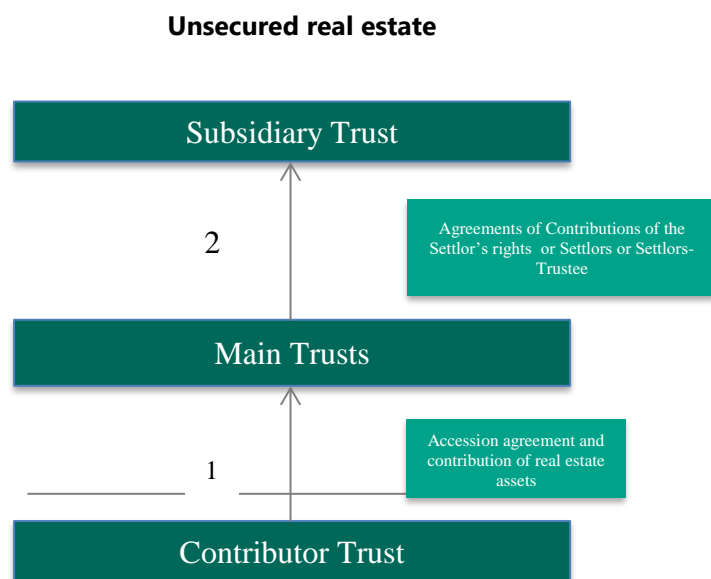 Unsecured real estate
Subsidiary Trust
2
Agreements of Contributions of the
Settlor's rights or Settlors or Settlors-
Trustee
Main Trusts
1
Accession agreement and
contribution of real estate
assets
Contributor Trust